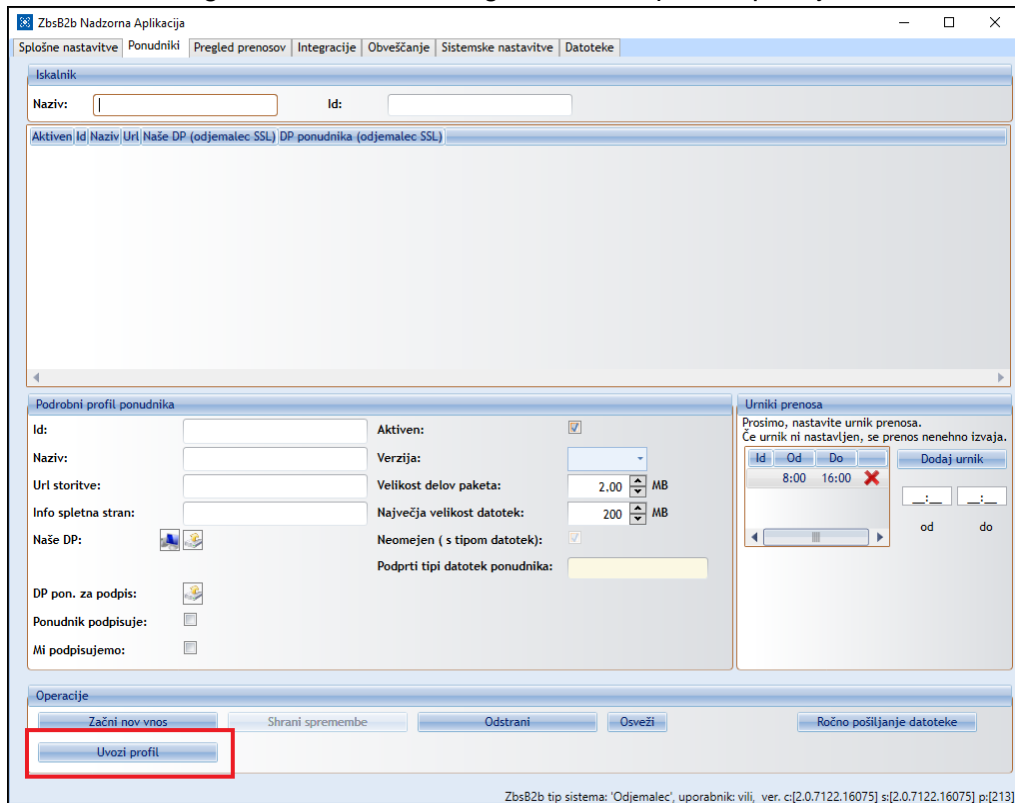 ZbsB2b Nadzorna Aplikacija
Splošne nastavitve Ponudniki Pregled prenosov Integracije Obveščanje Sistemske nastavitve Datoteke
Iskalnik
Naziv: Id:
Aktiven Id Naziv Url Naše DP (odjemalec SSL) DP ponudnika (odjemalec SSL)
Podrobni profil ponudnika
Id: Aktiven:
Naziv: Verzija:
Url storitve: Velikost delov paketa: 2.00 MB
Info spletna stran: Največja velikost datotek: 200 MB
Naše DP: Neomejen ( s tipom datotek):
Podprti tipi datotek ponudnika:
DP pon. za podpis:
Ponudnik podpisuje:
Mi podpisujemo:
Urniki prenosa
Prosimo, nastavite urnik prenosa.
Če urnik ni nastavljen, se prenos nenehno izvaja.
Id Od Do Dodaj urnik
8:00 16:00
__:__ __:__
od do
Operacije
Začni nov vnos Shrani spremembe Odstrani Osveži Ročno pošiljanje datoteke
Uvozi profil
ZbsB2b tip sistema: 'Odjemalec', uporabnik: vili, ver. c:[2.0.7122.16075] s:[2.0.7122.16075] p:[213]